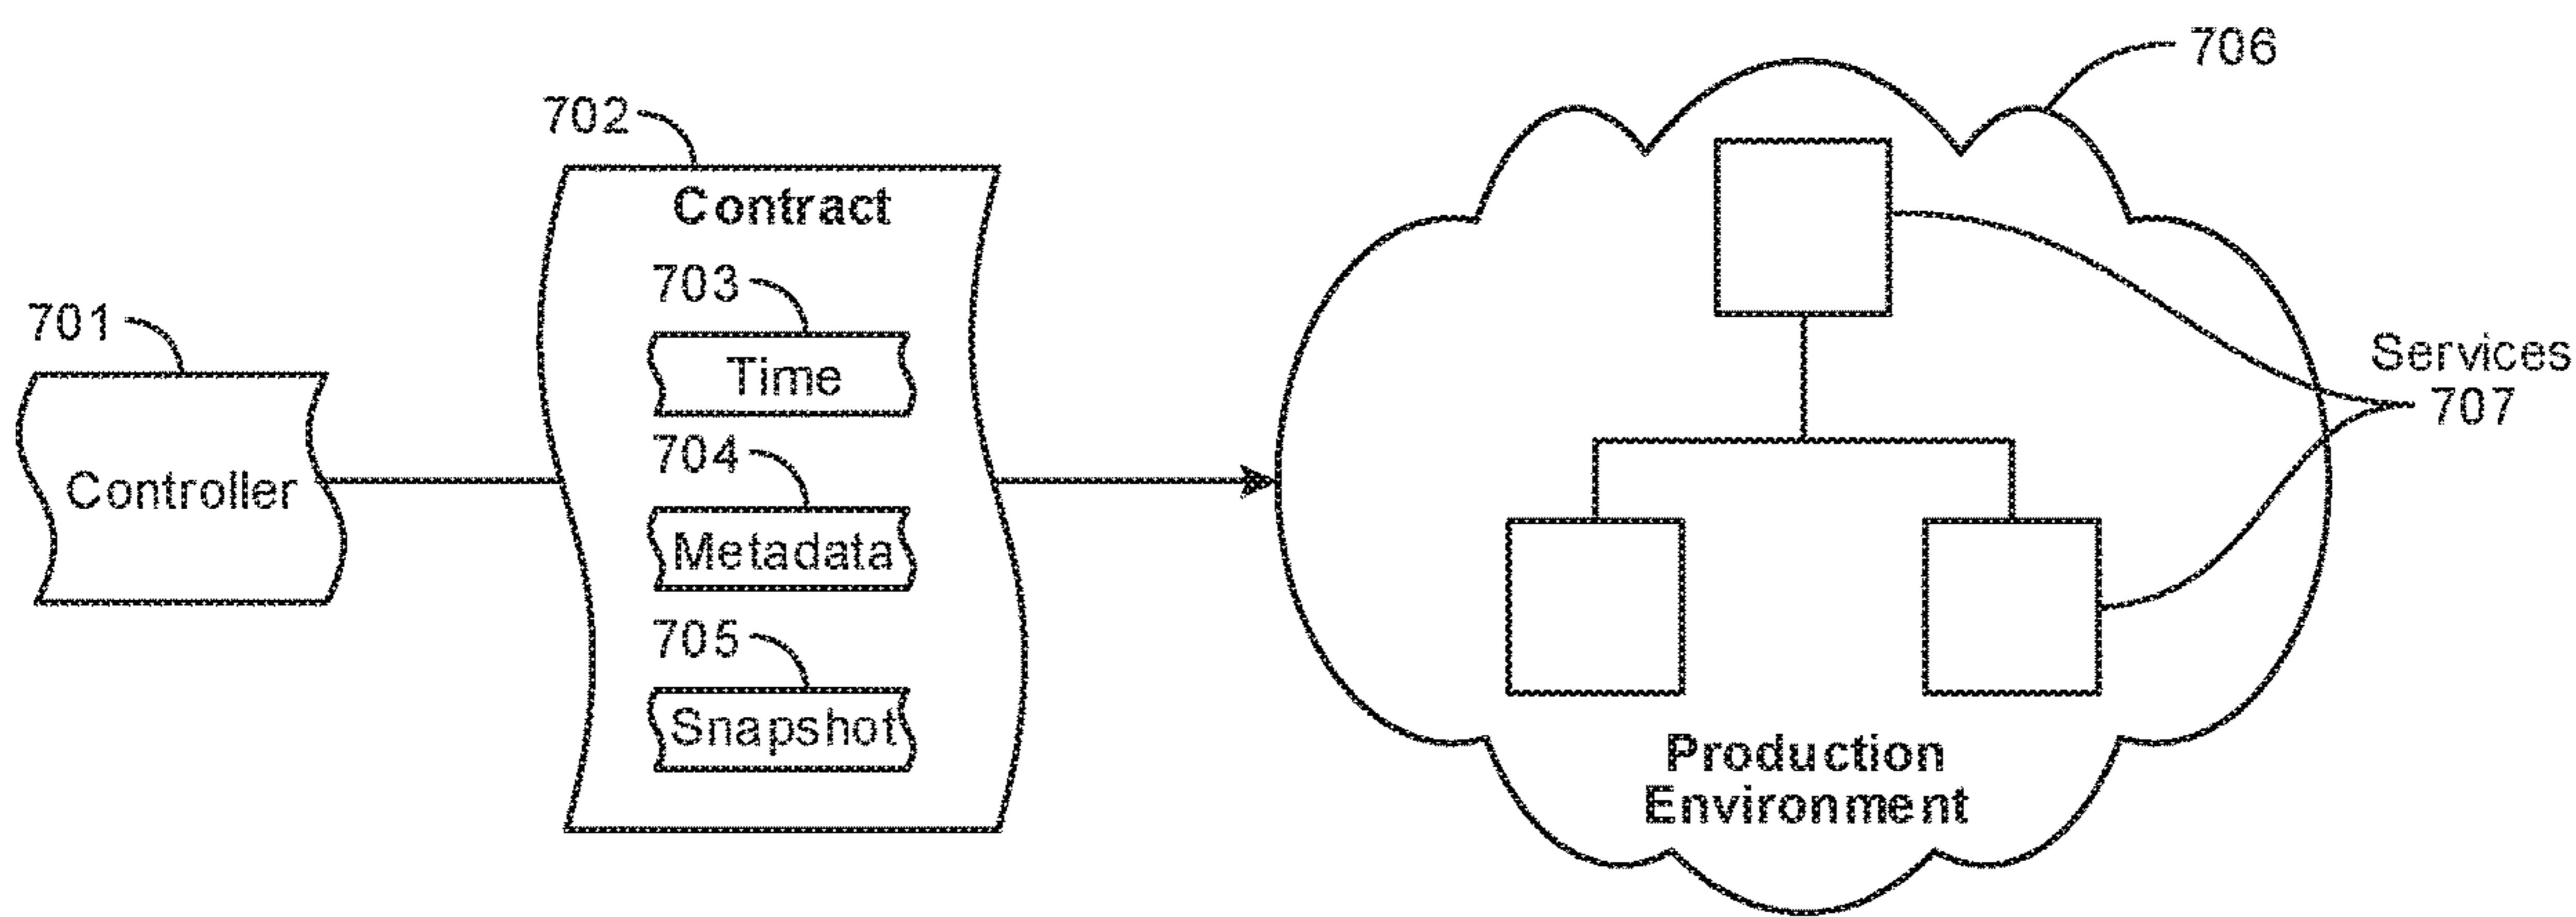 706
702
Contract
703
Time
701
Controller
704
Metadata
705
Snapshot
Services
707
Production
Environment